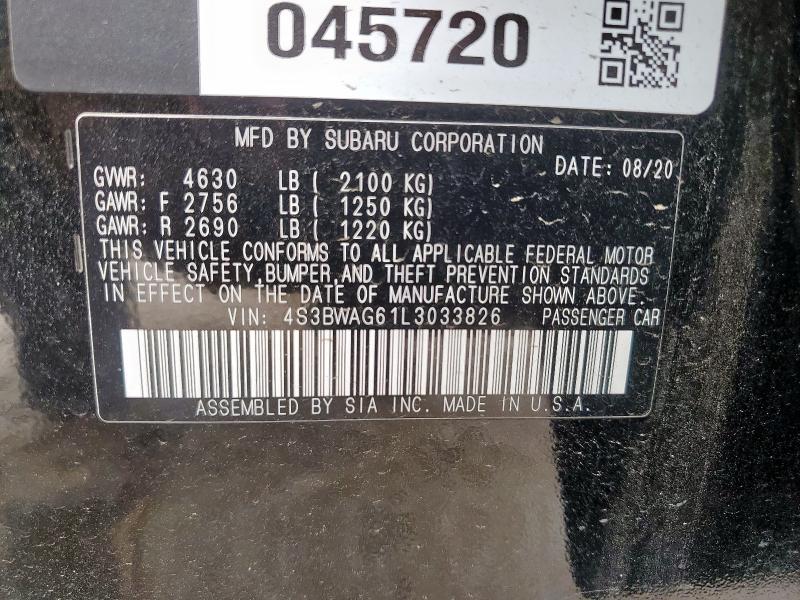 045720
MFD BY SUBARU CORPORATION
DATE: 08/20
GVWR: 4630 LB ( 2100 KG)
GAWR: F 2756 LB ( 1250 KG)
GAWR: R 2690 LB ( 1220 KG)
THIS VEHICLE CONFORMS TO ALL APPLICABLE FEDERAL MOTOR
VEHICLE SAFETY, BUMPER, AND THEFT PREVENTION STANDARDS
IN EFFECT ON THE DATE OF MANUFACTURE SHOWN ABOVE.
VIN: 4S3BWAG61L3033826 PASSENGER CAR
ASSEMBLED BY SIA INC. MADE IN U.S.A.